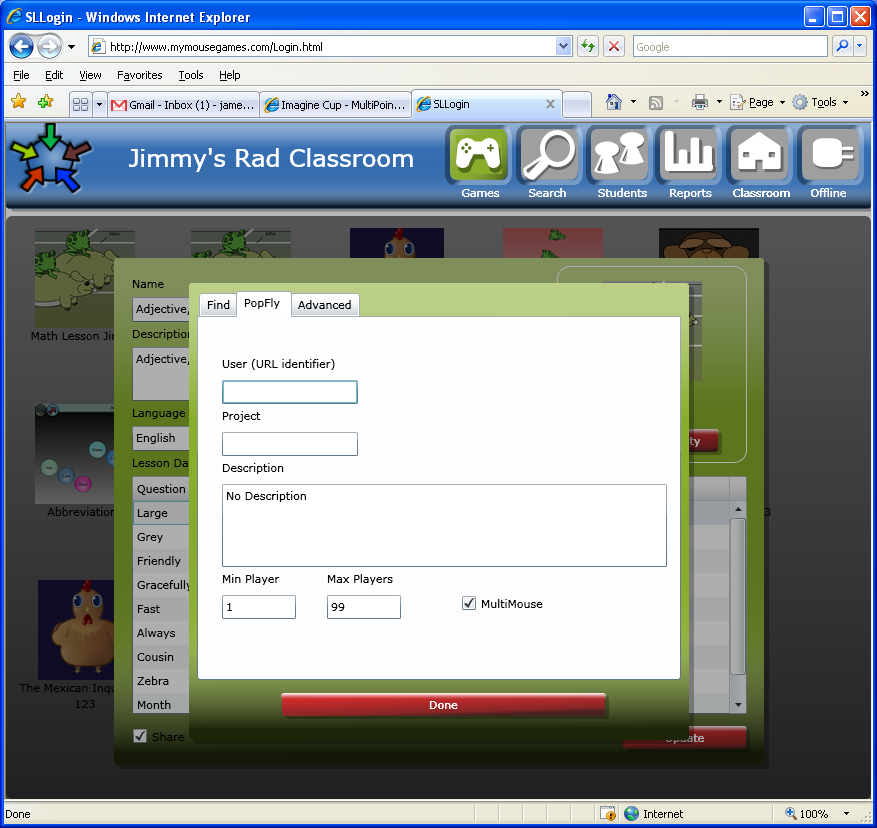 SLLogin - Windows Internet Explorer
http://www.mymousegames.com/Login.html
Google
File Edit View Favorites Tools Help
Gmail - Inbox (1) - jame...
Imagine Cup - MultiPoin...
SLLogin
Page
Tools
Jimmy's Rad Classroom
Games
Search
Students
Reports
Classroom
Offline
Math Lesson
Abbreviation
The Mexican
123
3
Name
Adjective,
Description
Adjective,
Language
English
Lesson Da
Question
Large
Grey
Friendly
Gracefully
Fast
Always
Cousin
Zebra
Month
Share
ty
Update
Find PopFly Advanced
User (URL identifier)
Project
Description
No Description
Min Player Max Players
1 99 MultiMouse
Done
Done Internet 100%